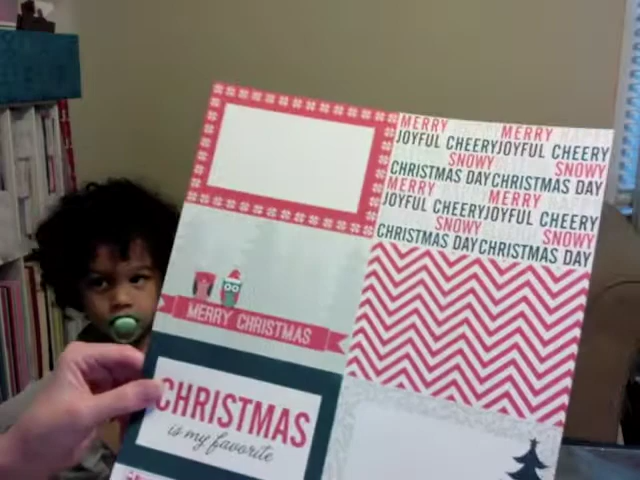 MERRY MERRY
JOYFUL CHEERY JOYFUL CHEERY
SNOWY SNOWY
CHRISTMAS DAY CHRISTMAS DAY
MERRY MERRY
JOYFUL CHEERY JOYFUL CHEERY
SNOWY SNOWY
CHRISTMAS DAY CHRISTMAS DAY
MERRY CHRISTMAS
CHRISTMAS
is my favorite